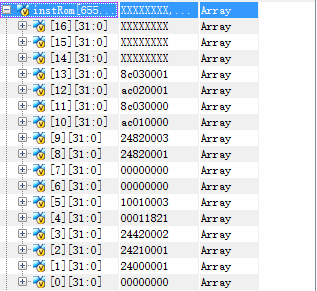 instRom[655... XXXXXXXX,... Array
[16][31:0] XXXXXXXX Array
[15][31:0] XXXXXXXX Array
[14][31:0] XXXXXXXX Array
[13][31:0] 8c030001 Array
[12][31:0] ac020001 Array
[11][31:0] 8c030000 Array
[10][31:0] ac010000 Array
[9][31:0] 24820003 Array
[8][31:0] 24820001 Array
[7][31:0] 00000000 Array
[6][31:0] 00000000 Array
[5][31:0] 10010003 Array
[4][31:0] 00011821 Array
[3][31:0] 24420002 Array
[2][31:0] 24210001 Array
[1][31:0] 24000001 Array
[0][31:0] 00000000 Array